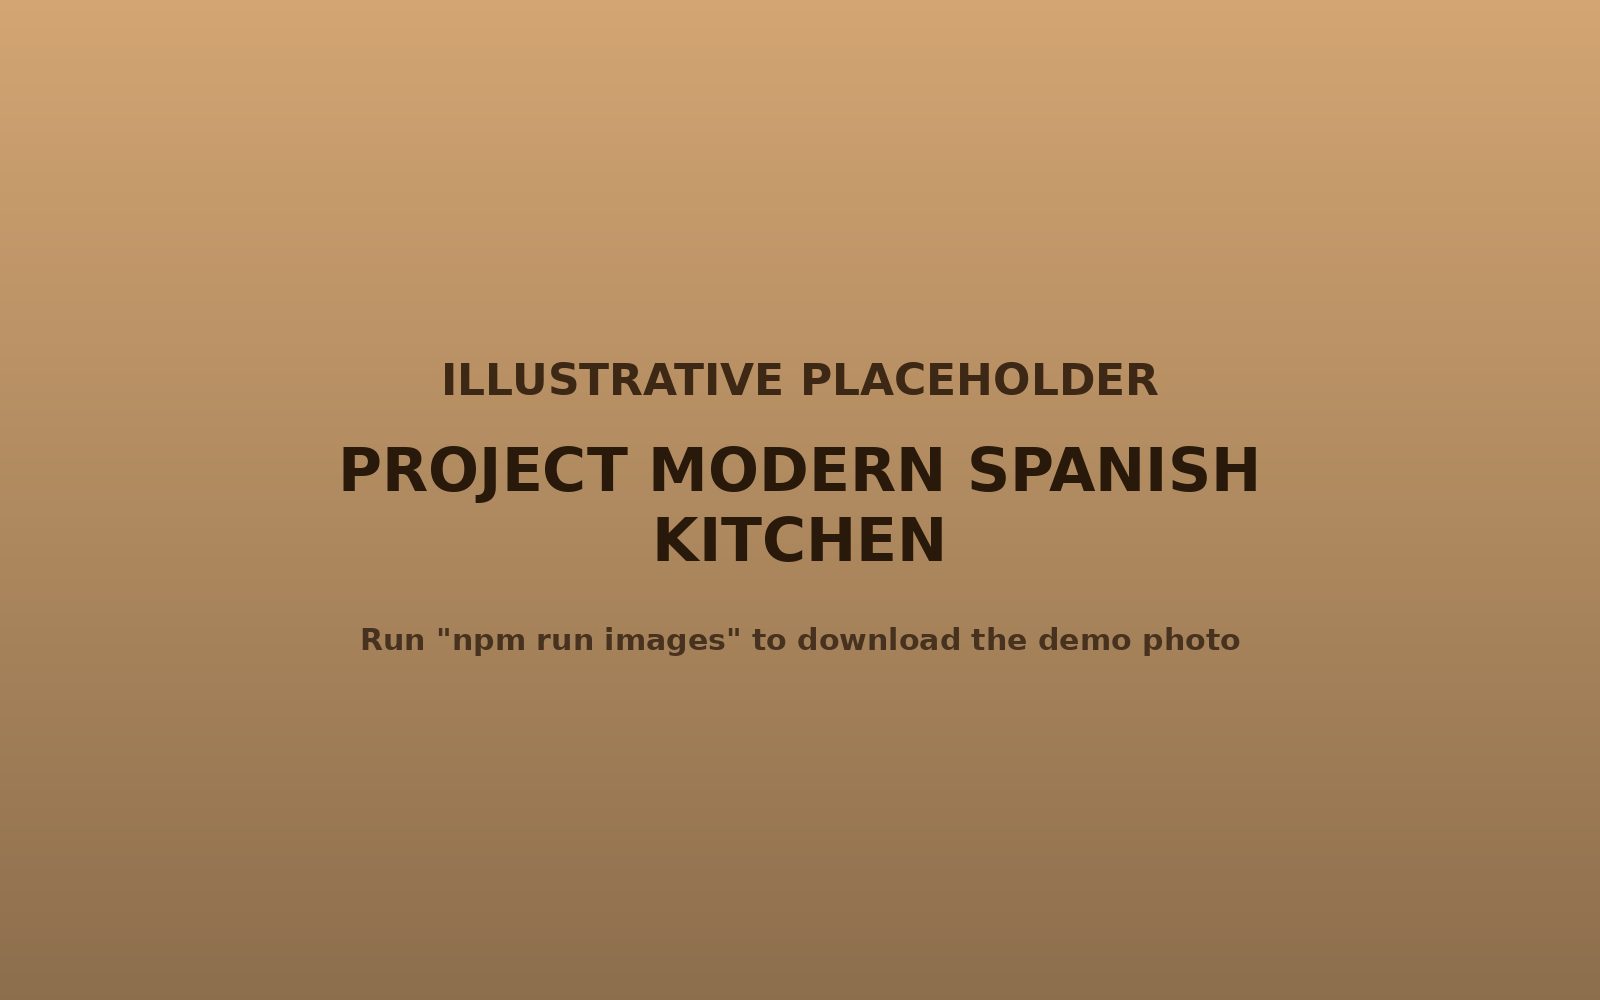 ILLUSTRATIVE PLACEHOLDER
PROJECT MODERN SPANISH
KITCHEN
Run "npm run images" to download the demo photo